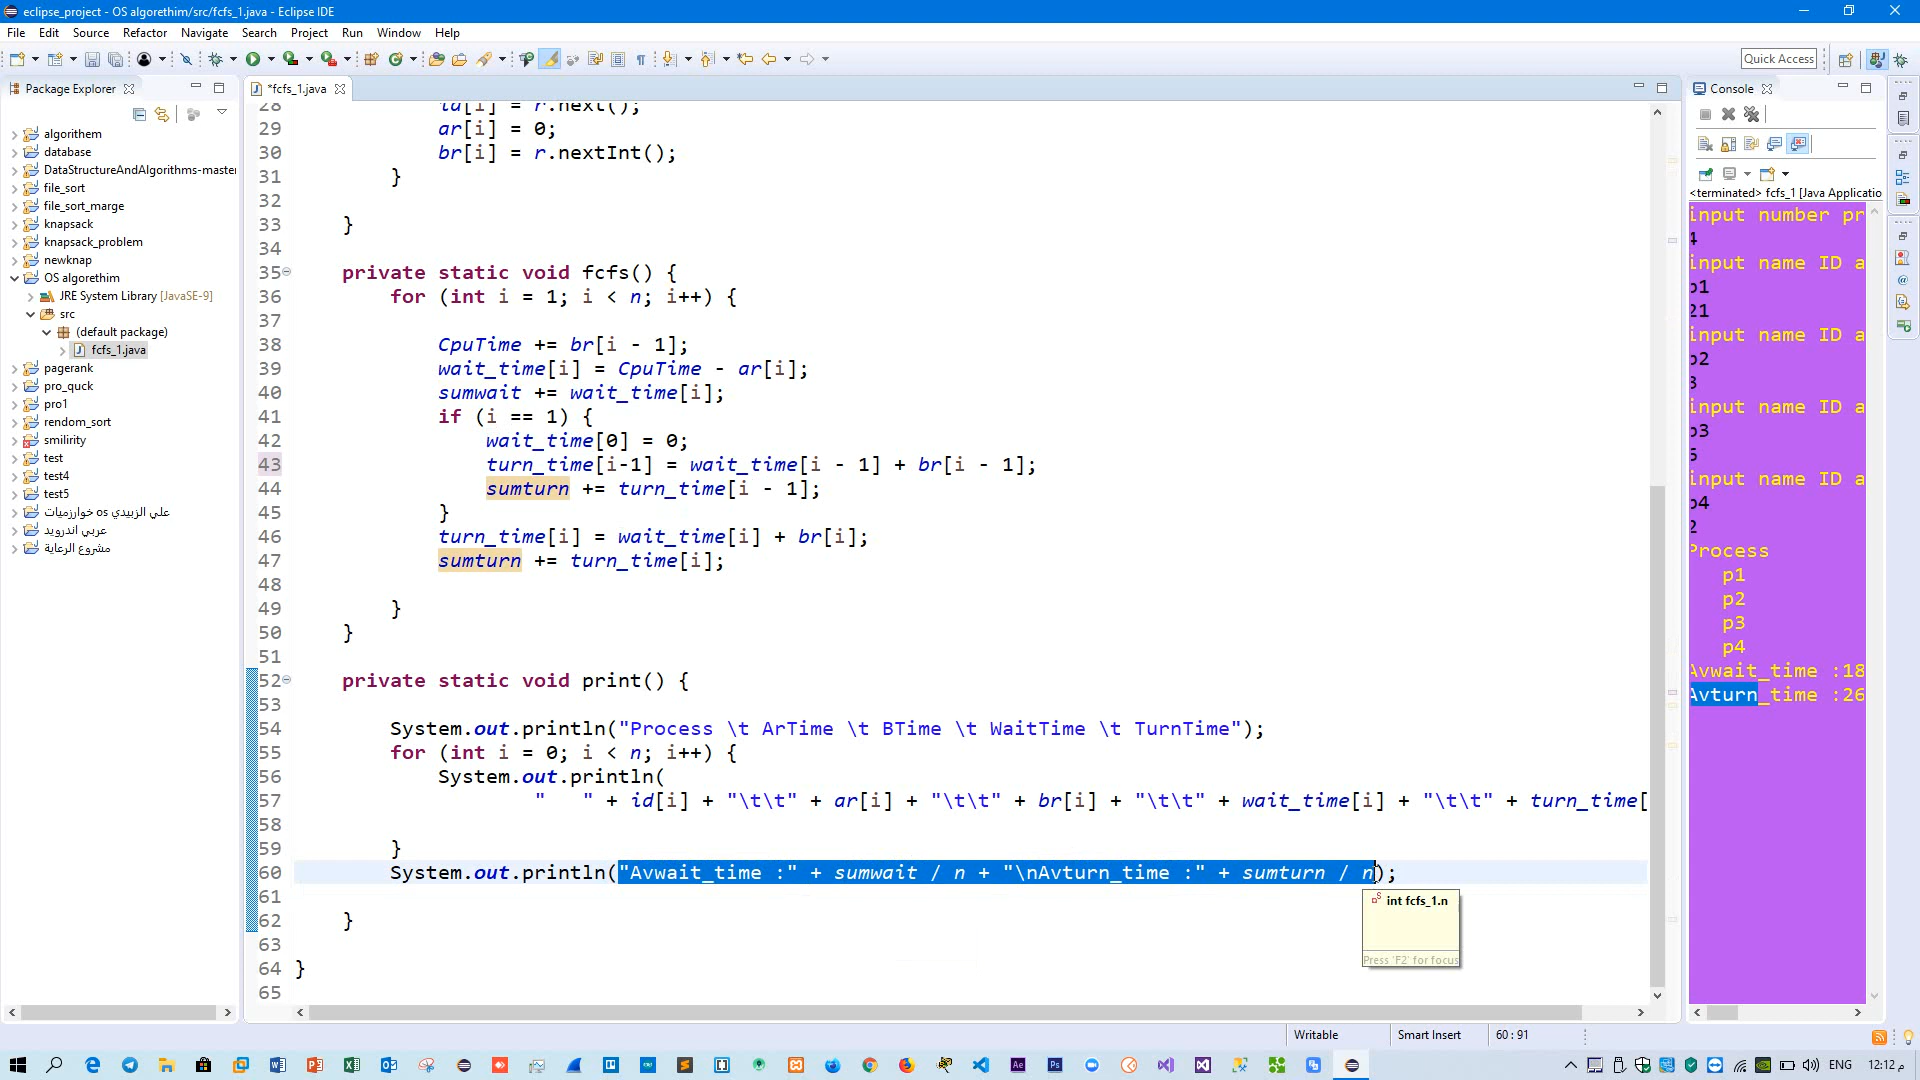 eclipse_project - OS algorethim/src/fcfs_1.java - Eclipse IDE
File Edit Source Refactor Navigate Search Project Run Window Help
Quick Access
Package Explorer
algorithem
database
DataStructureAndAlgorithms-master
file_sort
file_sort_marge
knapsack
knapsack_problem
newknap
OS algorethim
JRE System Library [JavaSE-9]
src
(default package)
fcfs_1.java
pagerank
pro_quck
pro1
rendom_sort
smilirity
test
test4
test5
خوارزميات os علي الزبيدي
عربي اندرويد
مشروع الرعاية
*fcfs_1.java
28 id[i] = r.next();
29 ar[i] = 0;
30 br[i] = r.nextInt();
31 }
32
33 }
34
35 private static void fcfs() {
36 for (int i = 1; i < n; i++) {
37
38 CpuTime += br[i - 1];
39 wait_time[i] = CpuTime - ar[i];
40 sumwait += wait_time[i];
41 if (i == 1) {
42 wait_time[0] = 0;
43 turn_time[i-1] = wait_time[i - 1] + br[i - 1];
44 sumturn += turn_time[i - 1];
45 }
46 turn_time[i] = wait_time[i] + br[i];
47 sumturn += turn_time[i];
48
49 }
50 }
51
52 private static void print() {
53
54 System.out.println("Process \t ArTime \t BTime \t WaitTime \t TurnTime");
55 for (int i = 0; i < n; i++) {
56 System.out.println(
57 "   " + id[i] + "\t\t" + ar[i] + "\t\t" + br[i] + "\t\t" + wait_time[i] + "\t\t" + turn_time[
58
59 }
60 System.out.println("Avwait_time :" + sumwait / n + "\nAvturn_time :" + sumturn / n);
61
62 }
63
64 }
65
int fcfs_1.n
Press 'F2' for focus
Console
<terminated> fcfs_1 [Java Applicatio
input number pr
4
input name ID a
p1
21
input name ID a
p2
3
input name ID a
p3
6
input name ID a
p4
2
Process
p1
p2
p3
p4
Avwait_time :18
Avturn_time :26
Writable Smart Insert 60 : 91
ENG 12:12 م